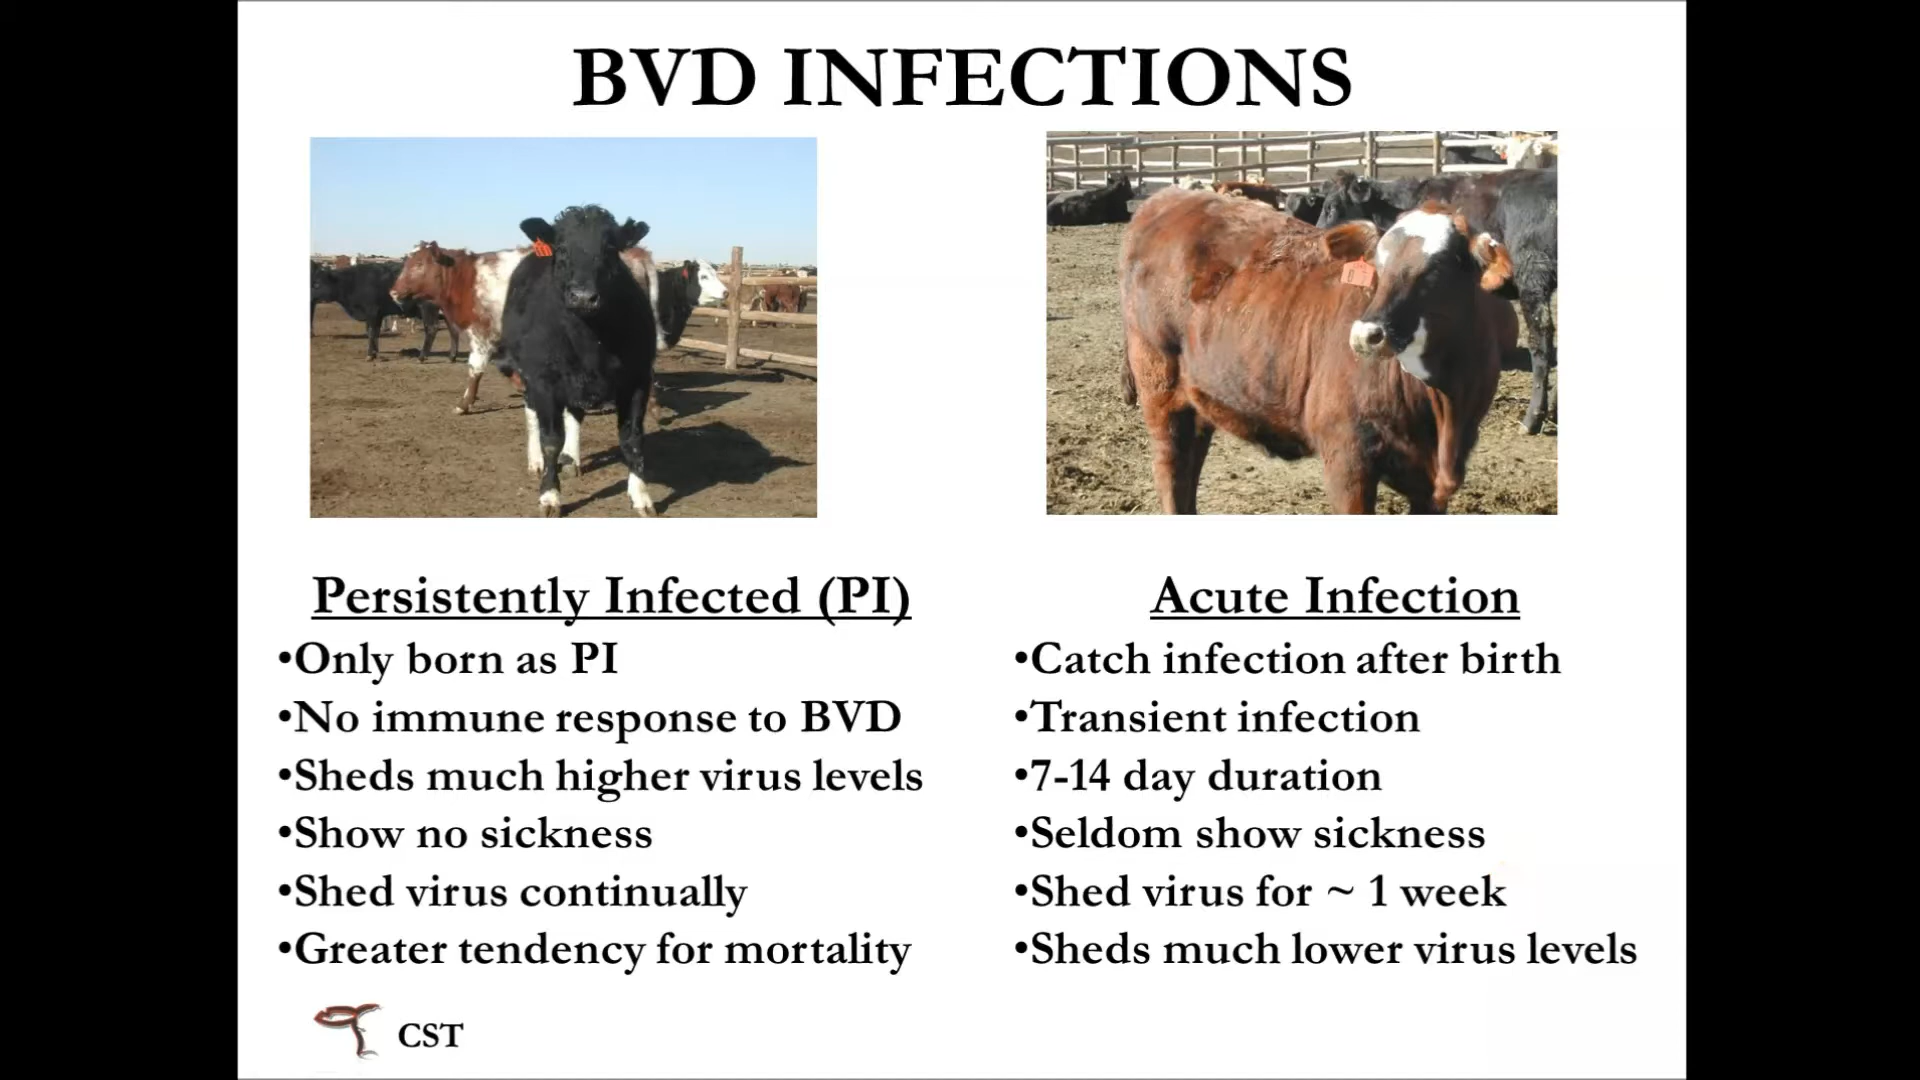 BVD INFECTIONS
Persistently Infected (PI)
•Only born as PI
•No immune response to BVD
•Sheds much higher virus levels
•Show no sickness
•Shed virus continually
•Greater tendency for mortality
Acute Infection
•Catch infection after birth
•Transient infection
•7-14 day duration
•Seldom show sickness
•Shed virus for ~ 1 week
•Sheds much lower virus levels
CST